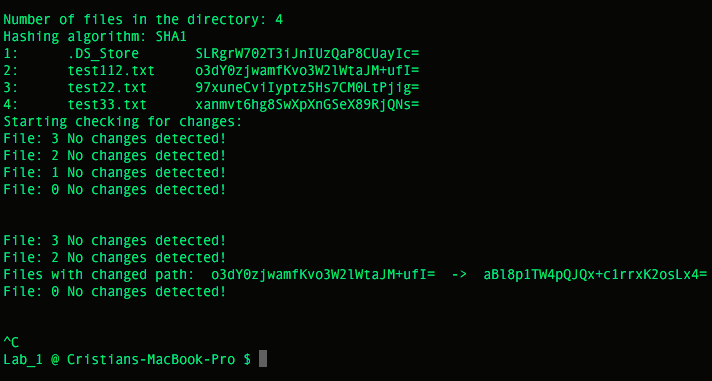 Number of files in the directory: 4
Hashing algorithm: SHA1
1: .DS_Store SLRgrW702T3iJnIUzQaP8CUayIc=
2: test112.txt o3dY0zjwamfKvo3W2lWtaJM+ufI=
3: test22.txt 97xuneCviIyptz5Hs7CM0LtPjig=
4: test33.txt xanmvt6hg8SwXpXnGSeX89RjQNs=
Starting checking for changes:
File: 3 No changes detected!
File: 2 No changes detected!
File: 1 No changes detected!
File: 0 No changes detected!
File: 3 No changes detected!
File: 2 No changes detected!
Files with changed path: o3dY0zjwamfKvo3W2lWtaJM+ufI= -> aBl8p1TW4pQJQx+c1rrxK2osLx4=
File: 0 No changes detected!
^C
Lab_1 @ Cristians-MacBook-Pro $